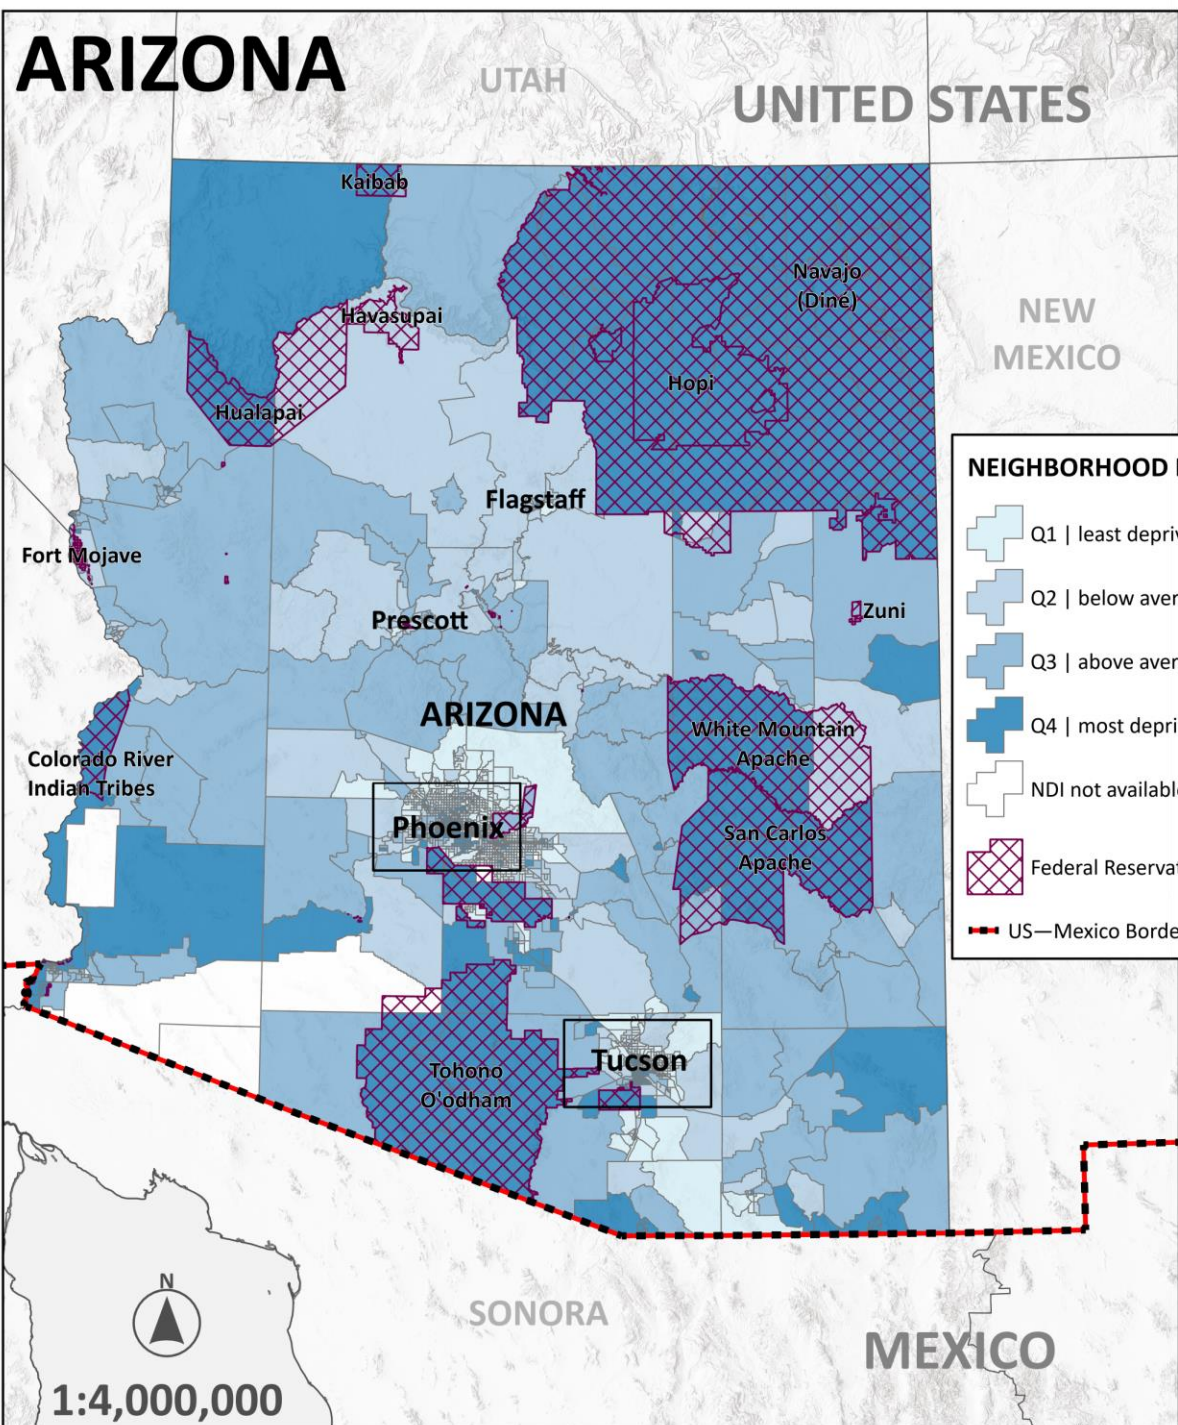 ARIZONA
UTAH
UNITED STATES
Kaibab
Navajo
(Diné)
NEW
MEXICO
Havasupai
Hopi
Hualapai
NEIGHBORHOOD
Flagstaff
Q1 | least depriv
Fort Mojave
Q2 | below aver
Prescott
Zuni
Q3 | above aver
ARIZONA
White Mountain
Apache
Q4 | most depri
Colorado River
Indian Tribes
NDI not available
Phoenix
San Carlos
Apache
Federal Reservat
US—Mexico Borde
Tucson
Tohono
O'odham
N
SONORA
MEXICO
1:4,000,000